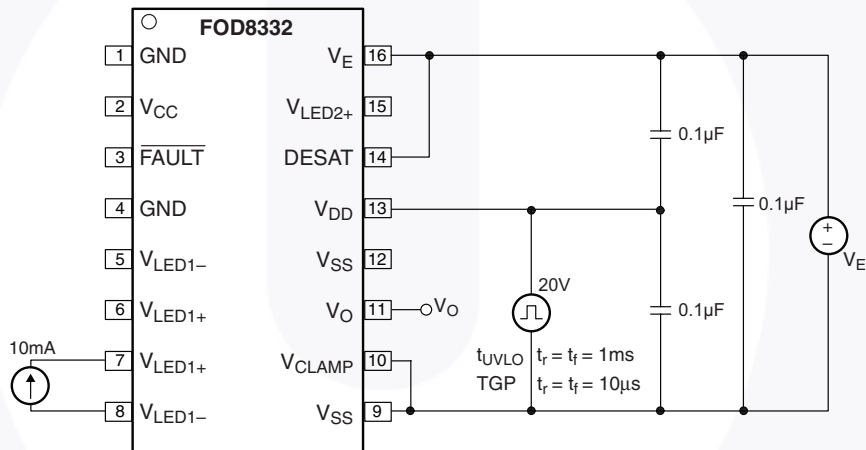 FOD8332
1 GND
2 VCC
3 FAULT
4 GND
5 VLED1–
6 VLED1+
7 VLED1+
8 VLED1–
10mA
VE 16
VLED2+ 15
DESAT 14
VDD 13
VSS 12
VO 11
VCLAMP 10
VSS 9
VO
0.1µF
0.1µF
0.1µF
+
–
VE
20V
tUVLO tr = tf = 1ms
TGP tr = tf = 10µs